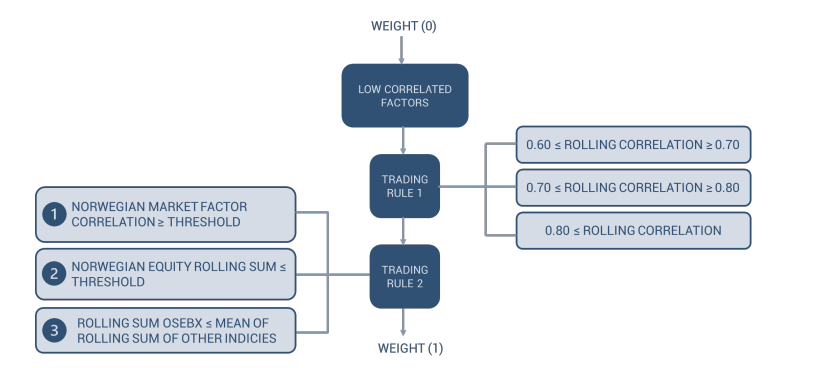 WEIGHT (0)
LOW CORRELATED
FACTORS
0.60 ≤ ROLLING CORRELATION ≥ 0.70
TRADING
RULE 1
0.70 ≤ ROLLING CORRELATION ≥ 0.80
0.80 ≤ ROLLING CORRELATION
1 NORWEGIAN MARKET FACTOR
CORRELATION ≥ THRESHOLD
2 NORWEGIAN EQUITY ROLLING SUM ≤
THRESHOLD
TRADING
RULE 2
3 ROLLING SUM OSEBX ≤ MEAN OF
ROLLING SUM OF OTHER INDICIES
WEIGHT (1)